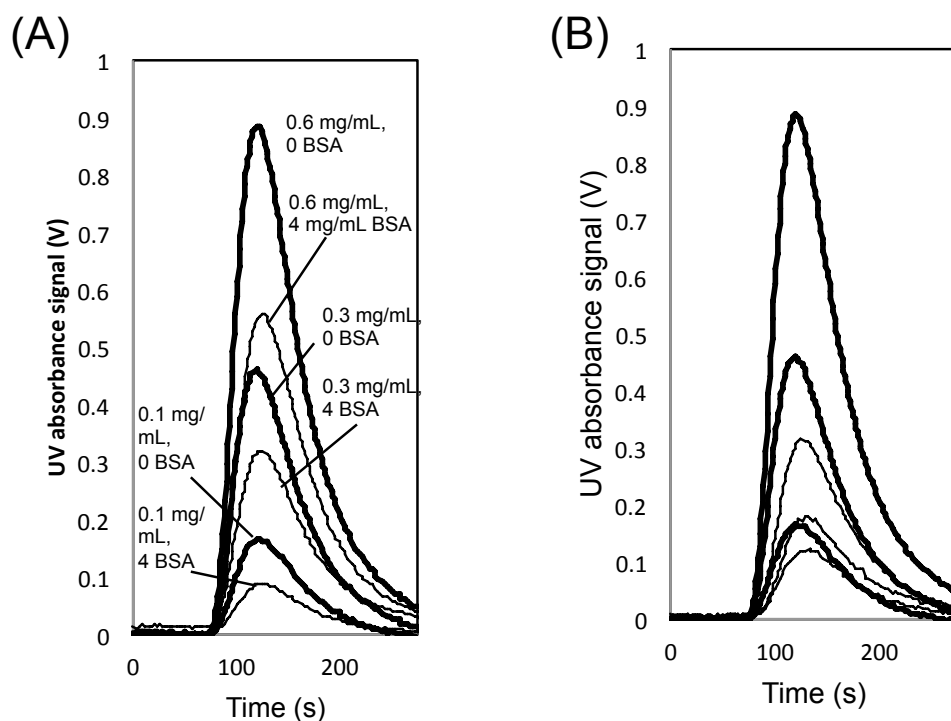 (A)
1
0.9
0.8
0.7
0.6
0.5
0.4
0.3
0.2
0.1
0
UV absorbance signal (V)
0.6 mg/mL,
0 BSA
0.6 mg/mL,
4 mg/mL BSA
0.3 mg/mL,
0 BSA
0.3 mg/mL,
4 BSA
0.1 mg/
mL,
0 BSA
0.1 mg/
mL,
4 BSA
0 100 200
Time (s)
(B)
1
0.9
0.8
0.7
0.6
0.5
0.4
0.3
0.2
0.1
0
UV absorbance signal (V)
0 100 200
Time (s)